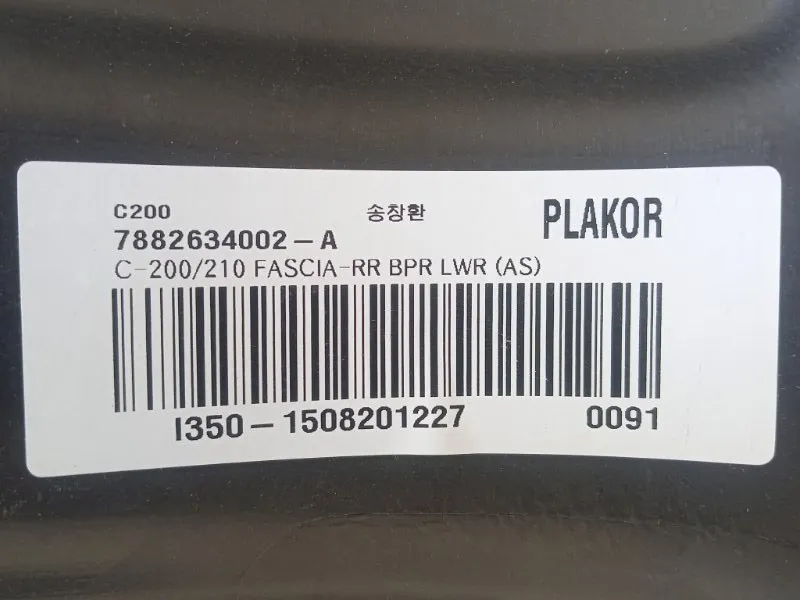 C200 송창환 PLAKOR
7882634002-A
C-200/210 FASCIA-RR BPR LWR (AS)
I350-1508201227 0091